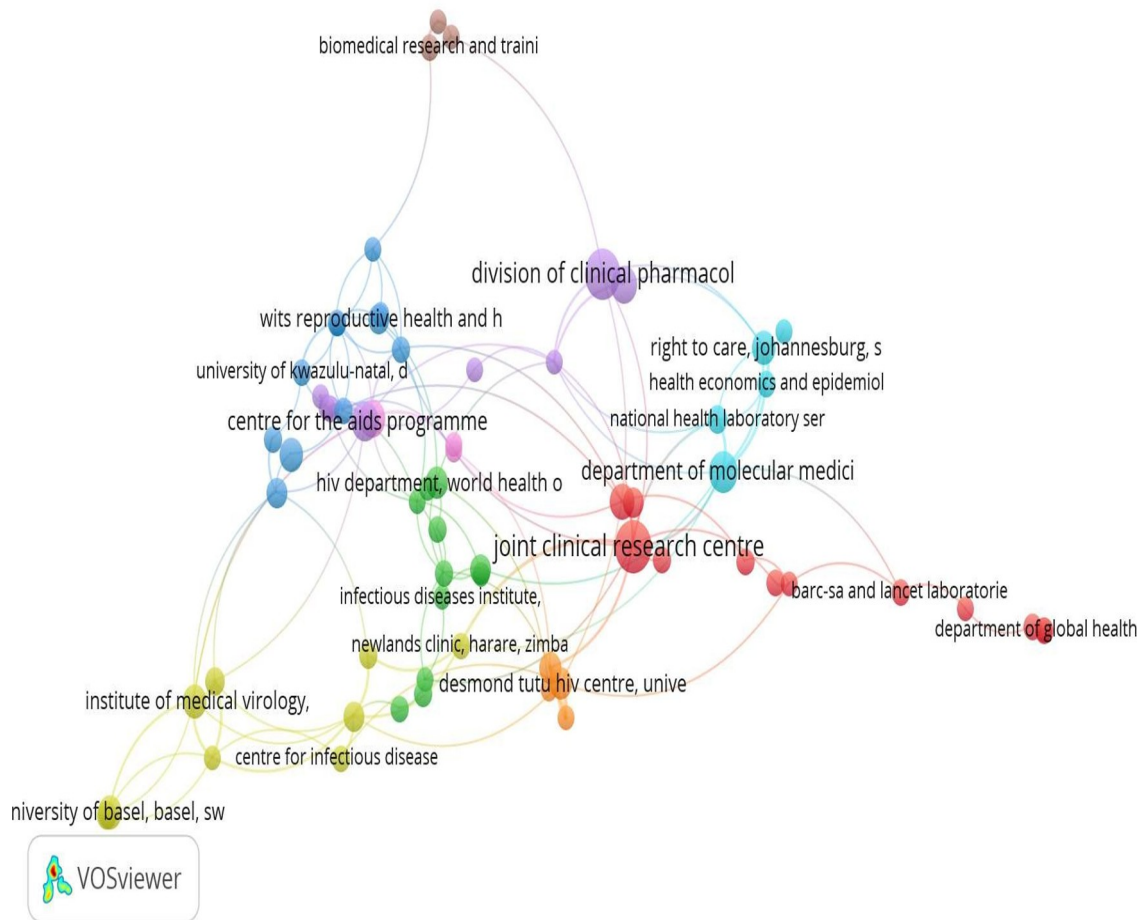 biomedical research and traini
division of clinical pharmacol
wits reproductive health and h
right to care, johannesburg, s
university of kwazulu-natal, d
health economics and epidemiol
centre for the aids programme
national health laboratory ser
department of molecular medici
hiv department, world health o
joint clinical research centre
barc-sa and lancet laboratorie
infectious diseases institute,
department of global health
newlands clinic, harare, zimba
desmond tutu hiv centre, unive
institute of medical virology,
centre for infectious disease
niversity of basel, basel, sw
VOSviewer